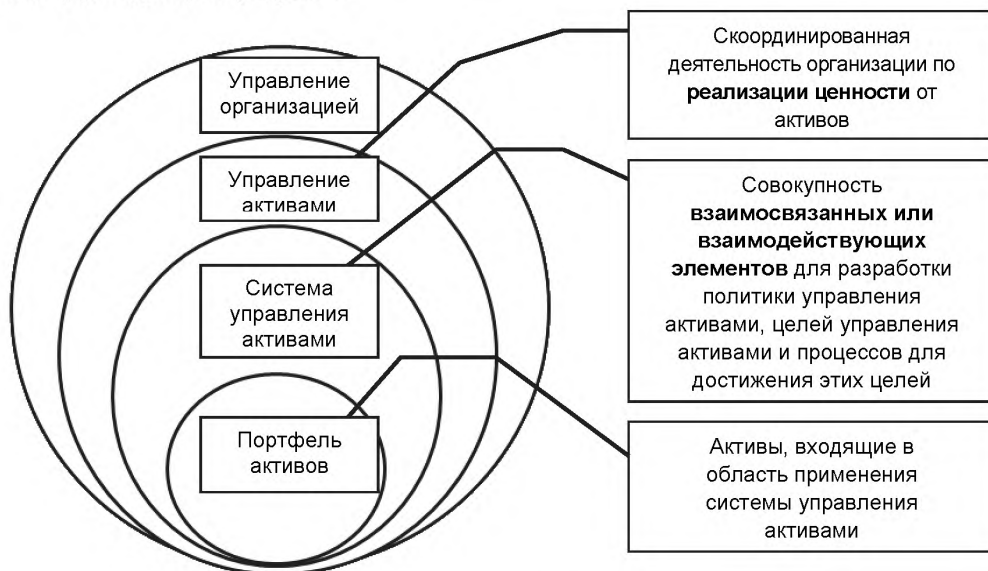 Управление
организацией
Управление
активами
Система
управления
активами
Портфель
активов
Скоординированная
деятельность организации по
реализации ценности от
активов
Совокупность
взаимосвязанных или
взаимодействующих
элементов для разработки
политики управления
активами, целей управления
активами и процессов для
достижения этих целей
Активы, входящие в
область применения
системы управления
активами